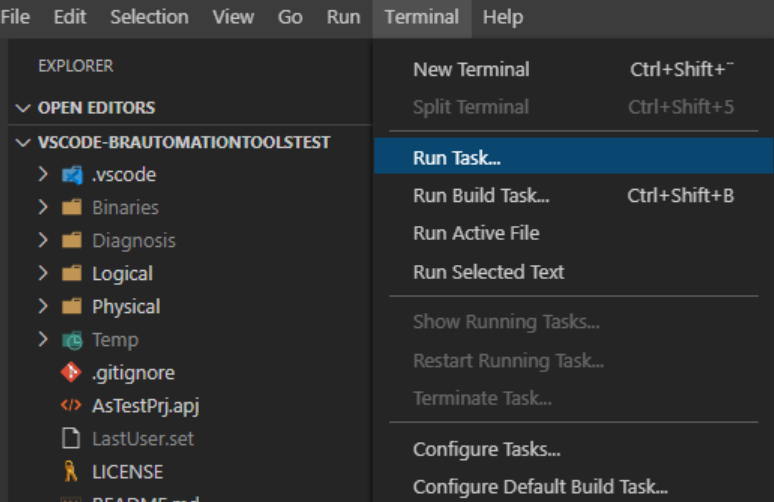 File Edit Selection View Go Run Terminal Help
EXPLORER
OPEN EDITORS
VSCODE-BRAUTOMATIONTOOLSTEST
.vscode
Binaries
Diagnosis
Logical
Physical
Temp
.gitignore
AsTestPrj.apj
LastUser.set
LICENSE
README.md
New Terminal Ctrl+Shift+¨
Split Terminal Ctrl+Shift+5
Run Task...
Run Build Task... Ctrl+Shift+B
Run Active File
Run Selected Text
Show Running Tasks...
Restart Running Task...
Terminate Task...
Configure Tasks...
Configure Default Build Task...